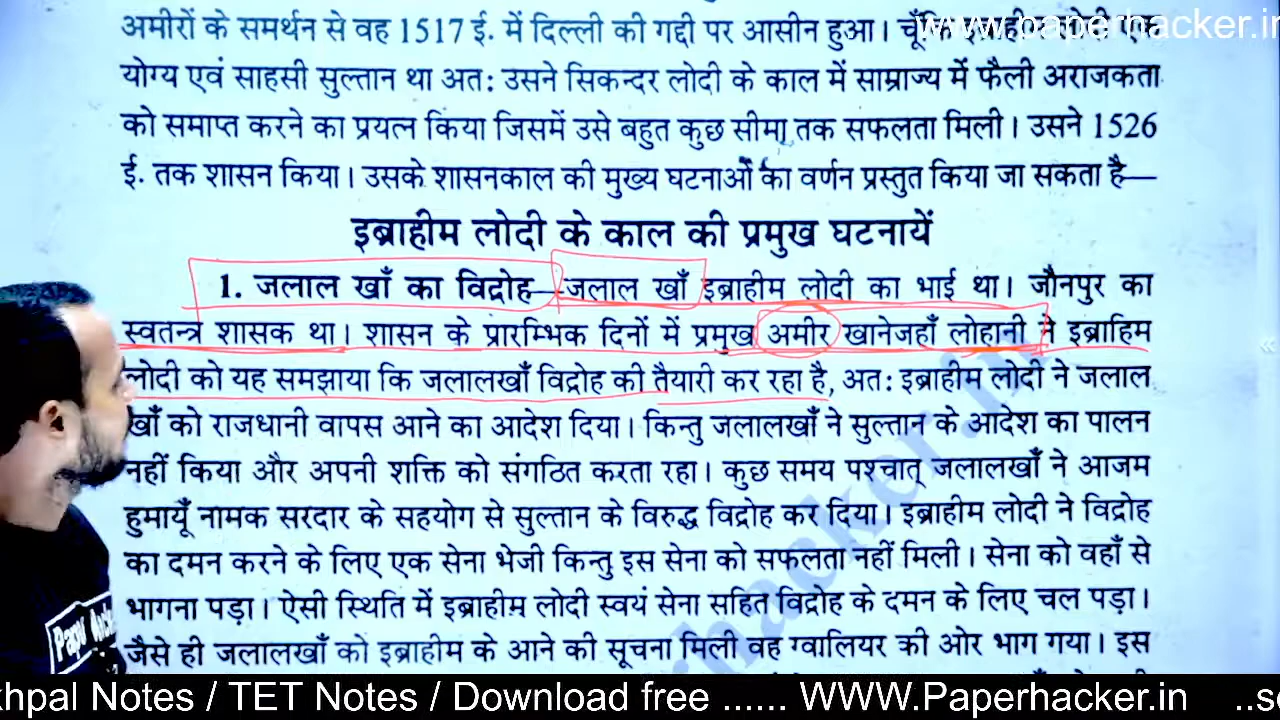 www.paperhacker.in
अमीरों के समर्थन से वह 1517 ई. में दिल्ली की गद्दी पर आसीन हुआ। चूँकि इब्राहीम लोदी एक
योग्य एवं साहसी सुल्तान था अत: उसने सिकन्दर लोदी के काल में साम्राज्य में फैली अराजकता
को समाप्त करने का प्रयत्न किया जिसमें उसे बहुत कुछ सीमा तक सफलता मिली। उसने 1526
ई. तक शासन किया। उसके शासनकाल की मुख्य घटनाओं का वर्णन प्रस्तुत किया जा सकता है—
इब्राहीम लोदी के काल की प्रमुख घटनायें
1. जलाल खाँ का विद्रोह—जलाल खाँ इब्राहीम लोदी का भाई था। जौनपुर का
स्वतन्त्र शासक था। शासन के प्रारम्भिक दिनों में प्रमुख अमीर खानेजहाँ लोहानी ने इब्राहिम
लोदी को यह समझाया कि जलालखाँ विद्रोह की तैयारी कर रहा है, अत: इब्राहीम लोदी ने जलाल
खाँ को राजधानी वापस आने का आदेश दिया। किन्तु जलालखाँ ने सुल्तान के आदेश का पालन
नहीं किया और अपनी शक्ति को संगठित करता रहा। कुछ समय पश्चात् जलालखाँ ने आजम
हुमायूँ नामक सरदार के सहयोग से सुल्तान के विरुद्ध विद्रोह कर दिया। इब्राहीम लोदी ने विद्रोह
का दमन करने के लिए एक सेना भेजी किन्तु इस सेना को सफलता नहीं मिली। सेना को वहाँ से
भागना पड़ा। ऐसी स्थिति में इब्राहीम लोदी स्वयं सेना सहित विद्रोह के दमन के लिए चल पड़ा।
जैसे ही जलालखाँ को इब्राहीम के आने की सूचना मिली वह ग्वालियर की ओर भाग गया। इस
khpal Notes / TET Notes / Download free ...... WWW.Paperhacker.in ..se